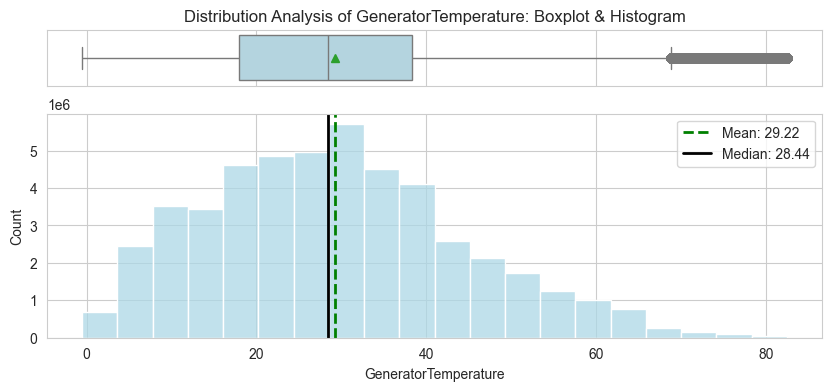 Distribution Analysis of GeneratorTemperature: Boxplot & Histogram
1e6
Mean: 29.22
Median: 28.44
5
4
3
2
1
0
Count
0 20 40 60 80
GeneratorTemperature